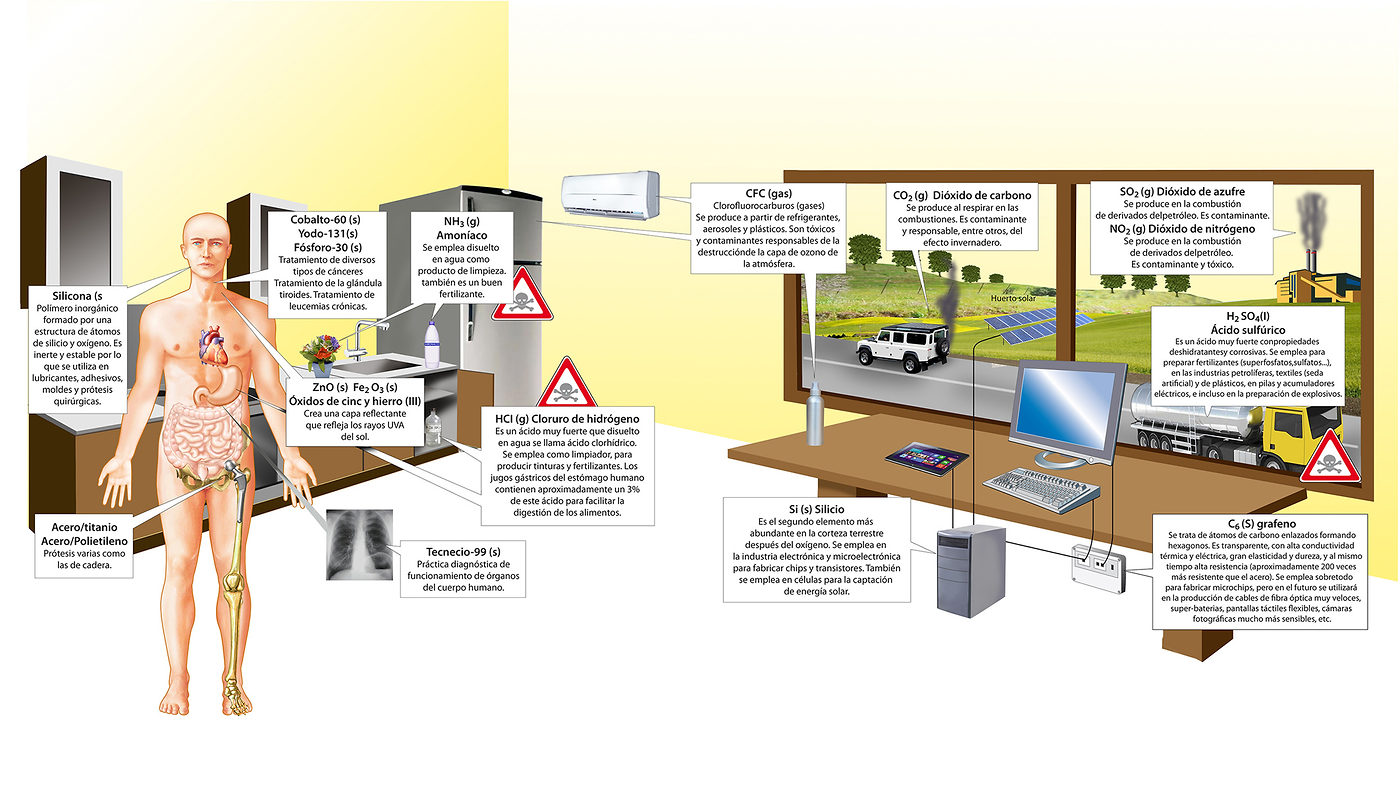 Silicona (s
Polímero inorgánico
formado por una
estructura de átomos
de silicio y oxígeno. Es
inerte y estable por lo
que se utiliza en
lubricantes, adhesivos,
moldes y prótesis
quirúrgicas.
Cobalto-60 (s)
Yodo-131(s)
Fósforo-30 (s)
Tratamiento de diversos
tipos de cánceres
Tratamiento de la glándula
tiroides. Tratamiento de
leucemias crónicas.
NH3 (g)
Amoníaco
Se emplea disuelto
en agua como
producto de limpieza.
también es un buen
fertilizante.
ZnO (s) Fe2 O3 (s)
Óxidos de cinc y hierro (III)
Crea una capa reflectante
que refleja los rayos UVA
del sol.
HCl (g) Cloruro de hidrógeno
Es un ácido muy fuerte que disuelto
en agua se llama ácido clorhídrico.
Se emplea como limpiador, para
producir tinturas y fertilizantes. Los
jugos gástricos del estómago humano
contienen aproximadamente un 3%
de este ácido para facilitar la
digestión de los alimentos.
Acero/titanio
Acero/Polietileno
Prótesis varias como
las de cadera.
Tecnecio-99 (s)
Práctica diagnóstica de
funcionamiento de órganos
del cuerpo humano.
CFC (gas)
Clorofluorocarburos (gases)
Se produce a partir de refrigerantes,
aerosoles y plásticos. Son tóxicos
y contaminantes responsables de la
destrucciónde la capa de ozono de
la atmósfera.
CO2 (g) Dióxido de carbono
Se produce al respirar en las
combustiones. Es contaminante
y responsable, entre otros, del
efecto invernadero.
SO2 (g) Dióxido de azufre
Se produce en la combustión
de derivados delpetróleo. Es contaminante.
NO2 (g) Dióxido de nitrógeno
Se produce en la combustión
de derivados delpetróleo.
Es contaminante y tóxico.
Huerto solar
H2 SO4(l)
Ácido sulfúrico
Es un ácido muy fuerte conpropiedades
deshidratantesy corrosivas. Se emplea para
preparar fertilizantes (superfosfatos,sulfatos...),
en las industrias petrolíferas, textiles (seda
artificial) y de plásticos, en pilas y acumuladores
eléctricos, e incluso en la preparación de explosivos.
Si (s) Silicio
Es el segundo elemento más
abundante en la corteza terrestre
después del oxígeno. Se emplea en
la industria electrónica y microelectrónica
para fabricar chips y transistores. También
se emplea en células para la captación
de energía solar.
C6 (S) grafeno
Se trata de átomos de carbono enlazados formando
hexagonos. Es transparente, con alta conductividad
térmica y eléctrica, gran elasticidad y dureza, y al mismo
tiempo alta resistencia (aproximadamente 200 veces
más resistente que el acero). Se emplea sobretodo
para fabricar microchips, pero en el futuro se utilizará
en la producción de cables de fibra óptica muy veloces,
super-baterias, pantallas táctiles flexibles, cámaras
fotográficas mucho más sensibles, etc.